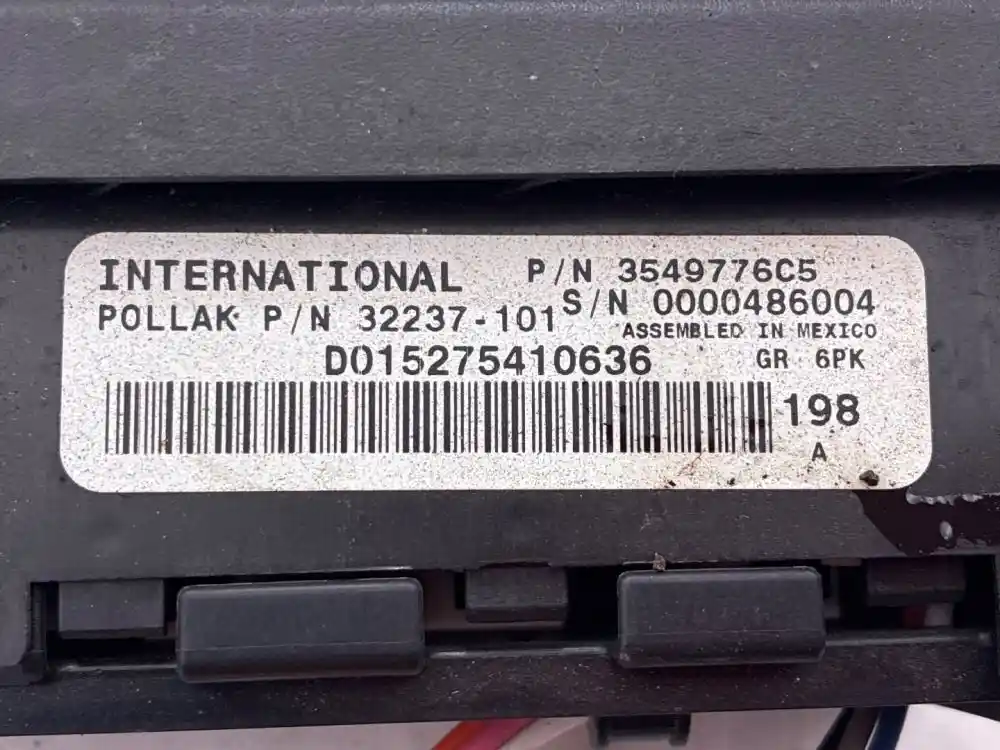 INTERNATIONAL P/N 3549776C5
POLLAK P/N 32237-101 S/N 0000486004
ASSEMBLED IN MEXICO
D015275410636 GR 6PK
198
A